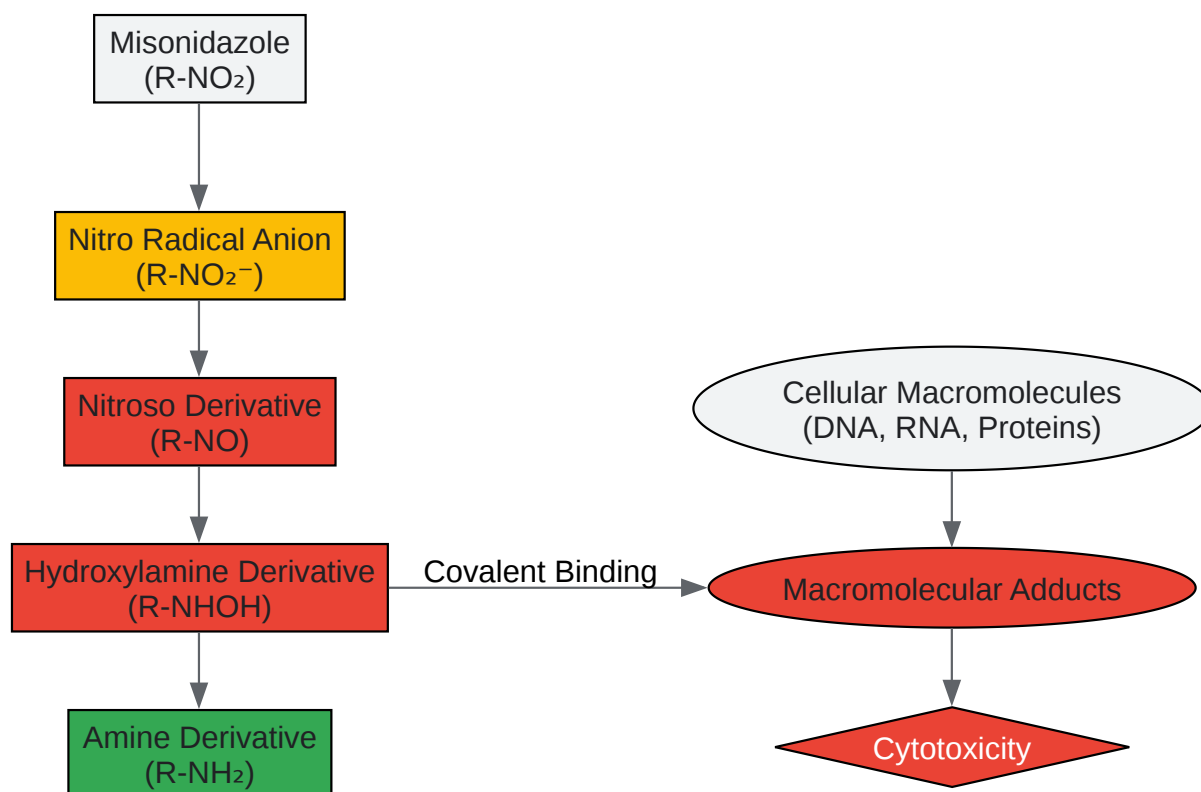 Misonidazole
(R-NO₂)
Nitro Radical Anion
(R-NO₂⁻)
Nitroso Derivative
(R-NO)
Cellular Macromolecules
(DNA, RNA, Proteins)
Hydroxylamine Derivative
(R-NHOH)
Covalent Binding
Macromolecular Adducts
Amine Derivative
(R-NH₂)
Cytotoxicity